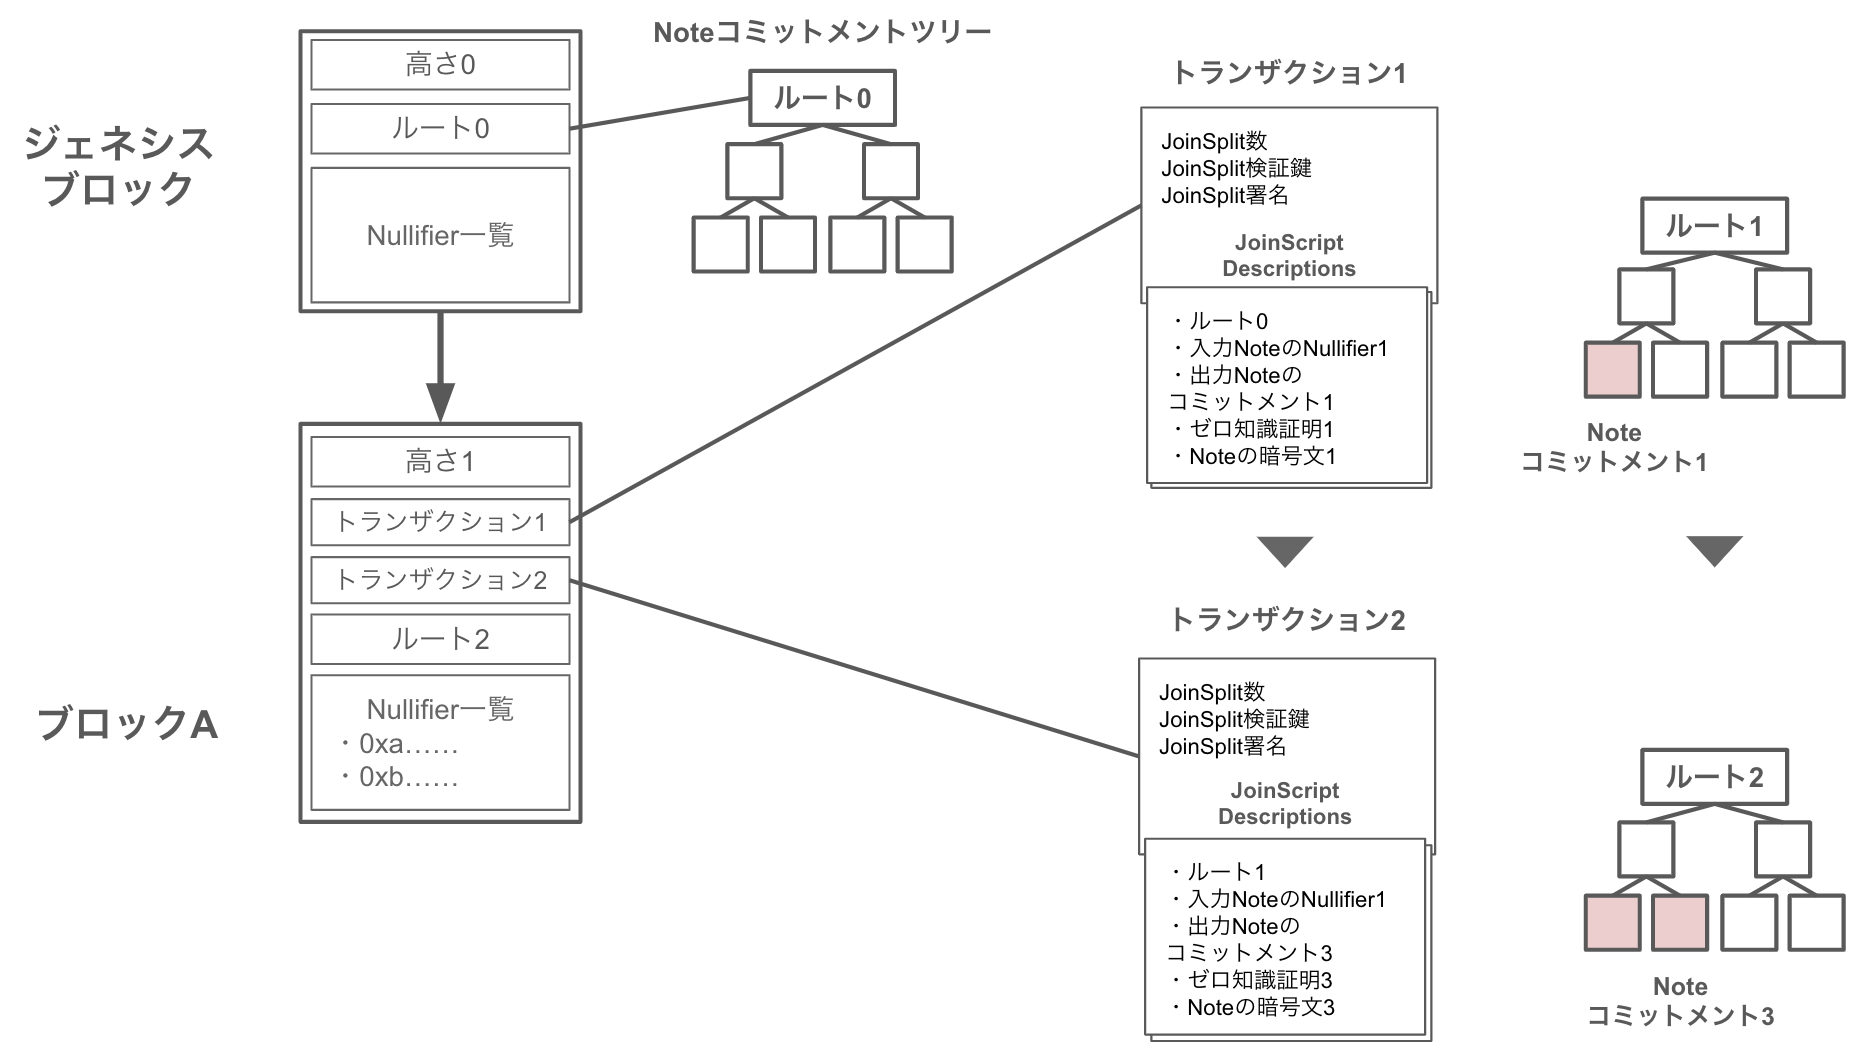 ジェネシス
ブロック
高さ0
ルート0
Nullifier一覧
Noteコミットメントツリー
ルート0
ブロックA
高さ1
トランザクション1
トランザクション2
ルート2
Nullifier一覧
・0xa……
・0xb……
トランザクション1
JoinSplit数
JoinSplit検証鍵
JoinSplit署名
JoinScript
Descriptions
・ルート0
・入力NoteのNullifier1
・出力Noteの
コミットメント1
・ゼロ知識証明1
・Noteの暗号文1
ルート1
Note
コミットメント1
トランザクション2
JoinSplit数
JoinSplit検証鍵
JoinSplit署名
JoinScript
Descriptions
・ルート1
・入力NoteのNullifier1
・出力Noteの
コミットメント3
・ゼロ知識証明3
・Noteの暗号文3
ルート2
Note
コミットメント3